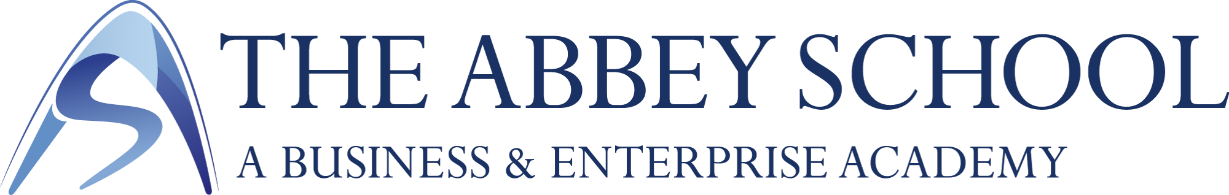 THE ABBEY SCHOOL
A BUSINESS & ENTERPRISE ACADEMY